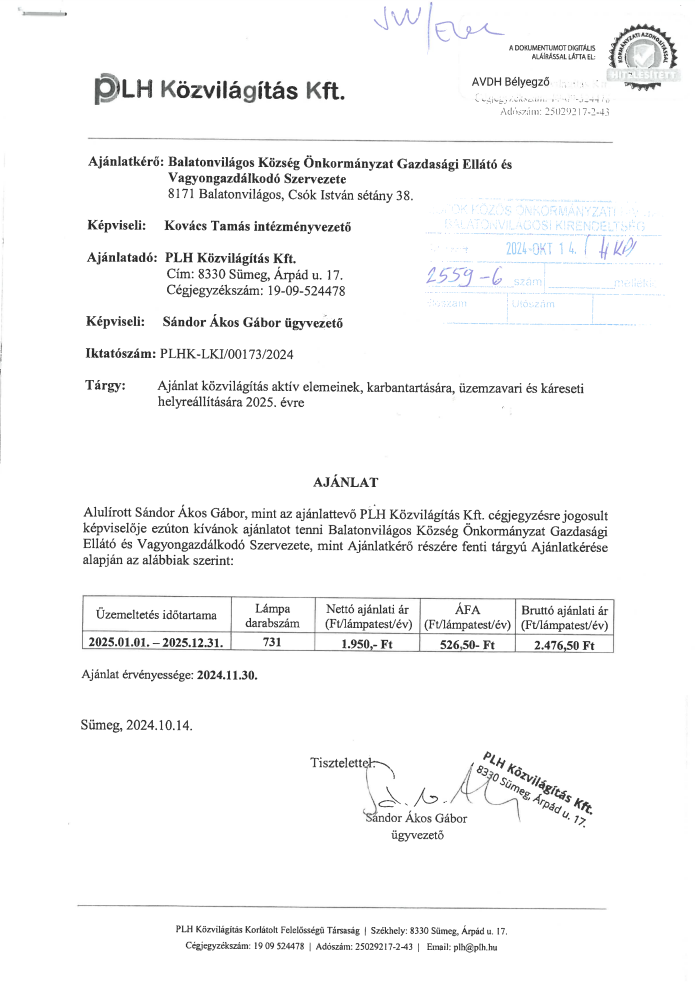 A DOKUMENTUMOT DIGITÁLIS
ALÁÍRÁSSAL LÁTTA EL:
KORMÁNYZATI AZONOSÍTÁSSAL
HITELESÍTETT
AVDH Bélyegző
PLH Közvilágítás Kft.
Adószám: 25029217-2-43
Ajánlatkérő: Balatonvilágos Község Önkormányzat Gazdasági Ellátó és
Vagyongazdálkodó Szervezete
8171 Balatonvilágos, Csók István sétány 38.
Képviseli: Kovács Tamás intézményvezető
KÖZÖS ÖNKORMÁNYZATI
BALATONVILÁGOSI KIRENDELTSÉG
2024 OKT 14.
2559-6 szám
Utószám:
Ajánlatadó: PLH Közvilágítás Kft.
Cím: 8330 Sümeg, Árpád u. 17.
Cégjegyzékszám: 19-09-524478
Képviseli: Sándor Ákos Gábor ügyvezető
Iktatószám: PLHK-LKI/00173/2024
Tárgy: Ajánlat közvilágítás aktív elemeinek, karbantartására, üzemzavari és káreseti
helyreállítására 2025. évre
AJÁNLAT
Alulírott Sándor Ákos Gábor, mint az ajánlattevő PLH Közvilágítás Kft. cégjegyzésre jogosult
képviselője ezúton kívánok ajánlatot tenni Balatonvilágos Község Önkormányzat Gazdasági
Ellátó és Vagyongazdálkodó Szervezete, mint Ajánlatkérő részére fenti tárgyú Ajánlatkérése
alapján az alábbiak szerint:
Üzemeltetés időtartama Lámpa darabszám Nettó ajánlati ár (Ft/lámpatest/év) ÁFA (Ft/lámpatest/év) Bruttó ajánlati ár (Ft/lámpatest/év)
2025.01.01. – 2025.12.31. 731 1.950,- Ft 526,50- Ft 2.476,50 Ft
Ajánlat érvényessége: 2024.11.30.
Sümeg, 2024.10.14.
Tisztelettel:
PLH Közvilágítás Kft.
8330 Sümeg, Árpád u. 17.
Sándor Ákos Gábor
ügyvezető
PLH Közvilágítás Korlátolt Felelősségű Társaság | Székhely: 8330 Sümeg, Árpád u. 17.
Cégjegyzékszám: 19 09 524478 | Adószám: 25029217-2-43 | Email: plh@plh.hu